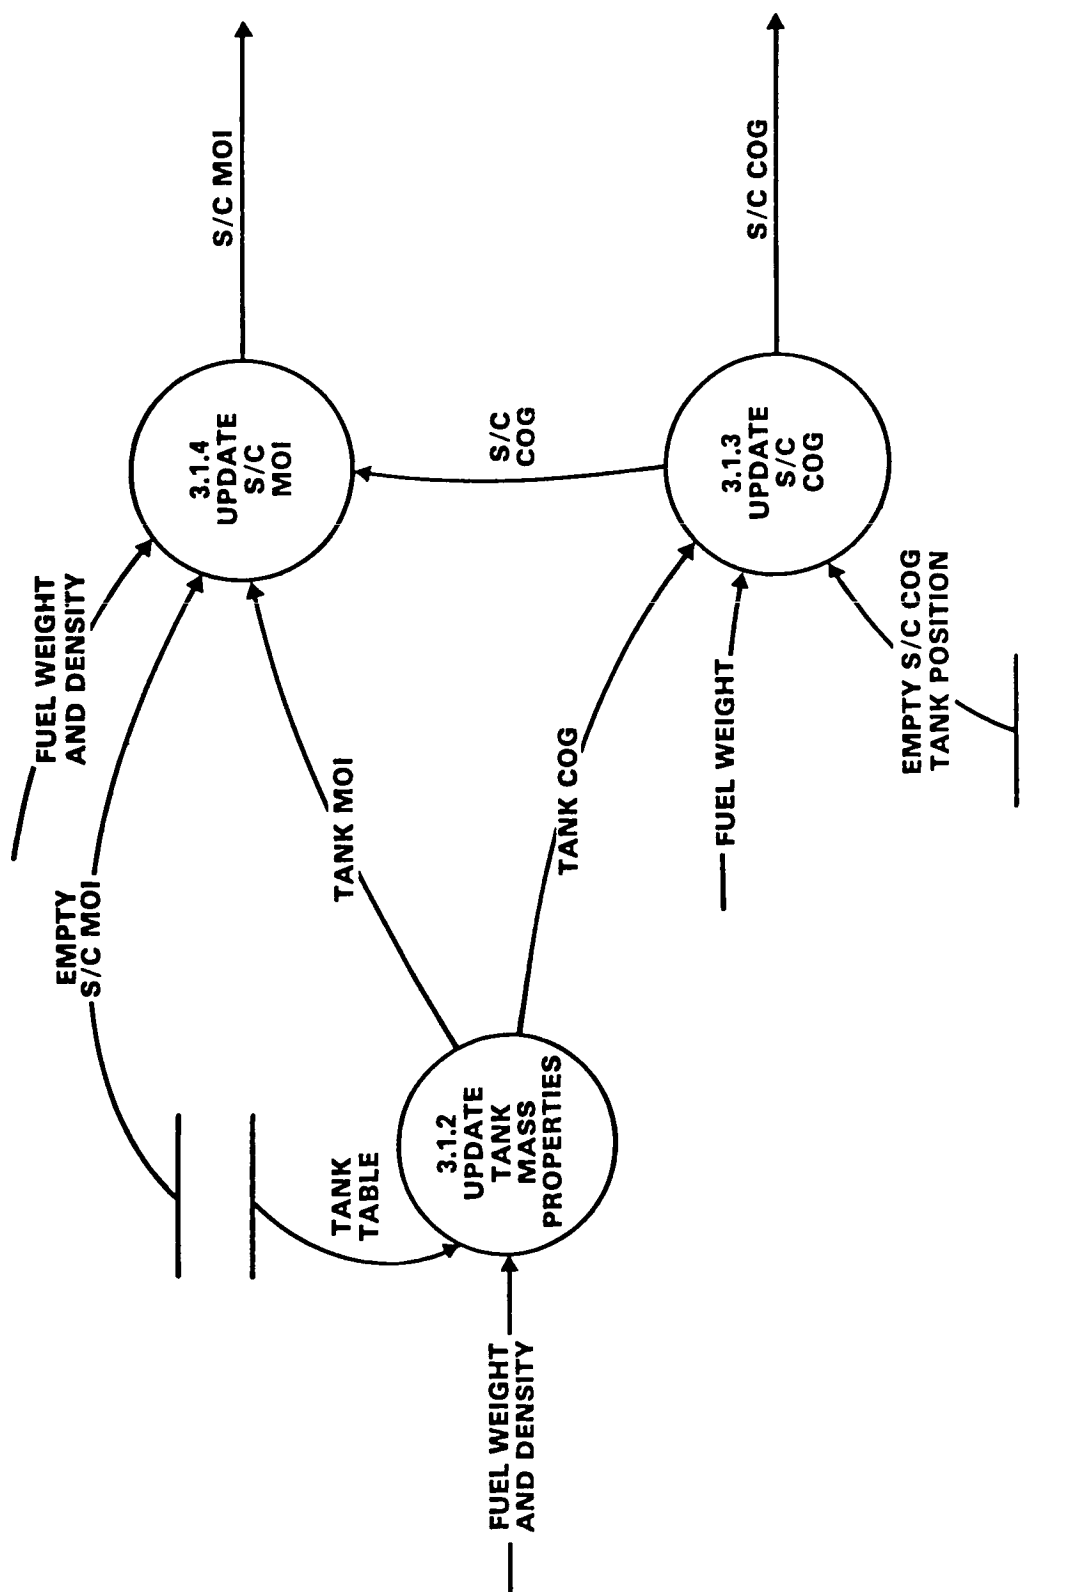 FUEL WEIGHT
AND DENSITY
TANK
TABLE
3.1.2
UPDATE
TANK
MASS
PROPERTIES
EMPTY
S/C MOI
TANK MOI
TANK COG
FUEL WEIGHT
AND DENSITY
FUEL WEIGHT
EMPTY S/C COG
TANK POSITION
3.1.4
UPDATE
S/C
MOI
S/C
COG
3.1.3
UPDATE
S/C
COG
S/C MOI
S/C COG